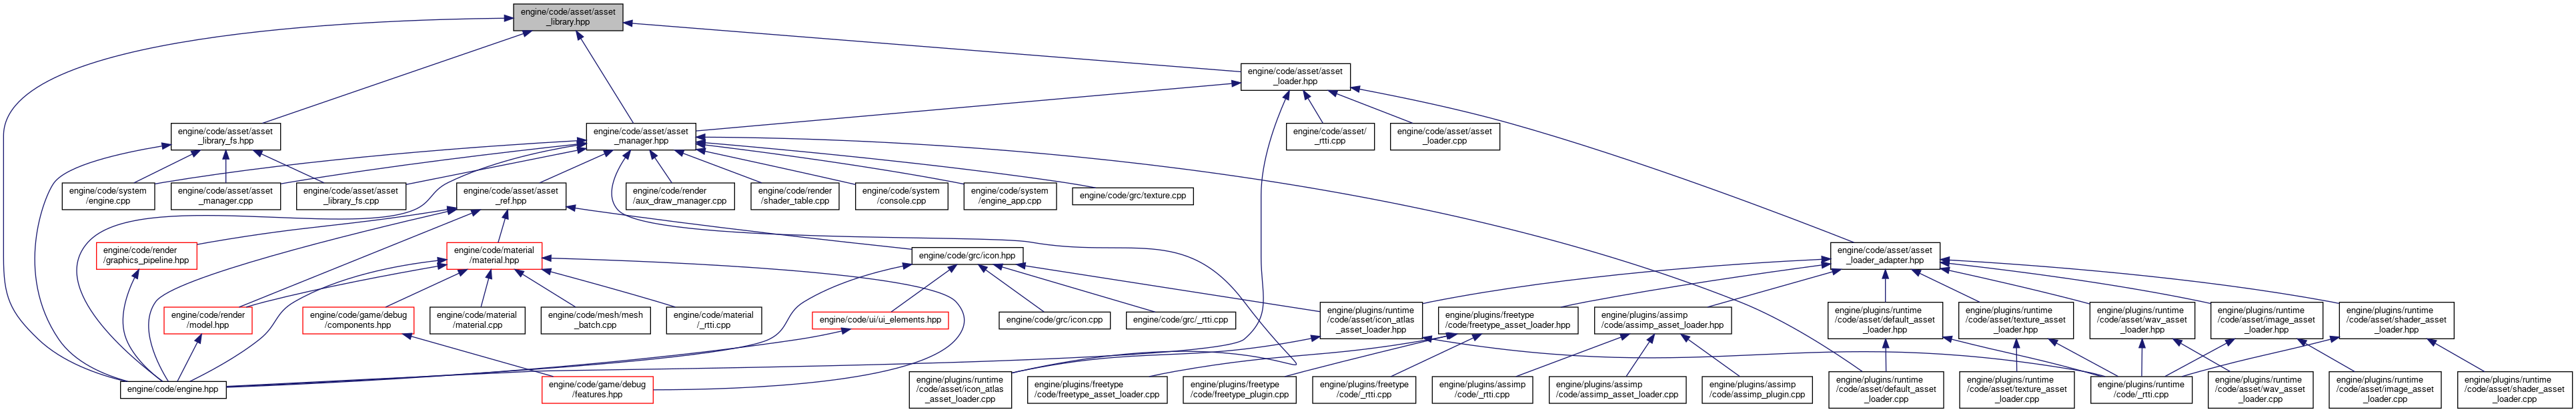 engine/code/asset/asset
_library.hpp
engine/code/asset/asset
_loader.hpp
engine/code/asset/asset
_library_fs.hpp
engine/code/asset/asset
_manager.hpp
engine/code/asset/
_rtti.cpp
engine/code/asset/asset
_loader.cpp
engine/code/system
/engine.cpp
engine/code/asset/asset
_manager.cpp
engine/code/asset/asset
_library_fs.cpp
engine/code/asset/asset
_ref.hpp
engine/code/render
/aux_draw_manager.cpp
engine/code/render
/shader_table.cpp
engine/code/system
/console.cpp
engine/code/system
/engine_app.cpp
engine/code/grc/texture.cpp
engine/code/render
/graphics_pipeline.hpp
engine/code/material
/material.hpp
engine/code/grc/icon.hpp
engine/code/asset/asset
_loader_adapter.hpp
engine/code/render
/model.hpp
engine/code/game/debug
/components.hpp
engine/code/material
/material.cpp
engine/code/mesh/mesh
_batch.cpp
engine/code/material
/_rtti.cpp
engine/code/ui/ui_elements.hpp
engine/code/grc/icon.cpp
engine/code/grc/_rtti.cpp
engine/plugins/runtime
/code/asset/icon_atlas
_asset_loader.hpp
engine/plugins/freetype
/code/freetype_asset_loader.hpp
engine/plugins/assimp
/code/assimp_asset_loader.hpp
engine/plugins/runtime
/code/asset/default_asset
_loader.hpp
engine/plugins/runtime
/code/asset/texture_asset
_loader.hpp
engine/plugins/runtime
/code/asset/wav_asset
_loader.hpp
engine/plugins/runtime
/code/asset/image_asset
_loader.hpp
engine/plugins/runtime
/code/asset/shader_asset
_loader.hpp
engine/code/engine.hpp
engine/code/game/debug
/features.hpp
engine/plugins/runtime
/code/asset/icon_atlas
_asset_loader.cpp
engine/plugins/freetype
/code/freetype_asset_loader.cpp
engine/plugins/freetype
/code/freetype_plugin.cpp
engine/plugins/freetype
/code/_rtti.cpp
engine/plugins/assimp
/code/_rtti.cpp
engine/plugins/assimp
/code/assimp_asset_loader.cpp
engine/plugins/assimp
/code/assimp_plugin.cpp
engine/plugins/runtime
/code/asset/default_asset
_loader.cpp
engine/plugins/runtime
/code/asset/texture_asset
_loader.cpp
engine/plugins/runtime
/code/_rtti.cpp
engine/plugins/runtime
/code/asset/wav_asset
_loader.cpp
engine/plugins/runtime
/code/asset/image_asset
_loader.cpp
engine/plugins/runtime
/code/asset/shader_asset
_loader.cpp